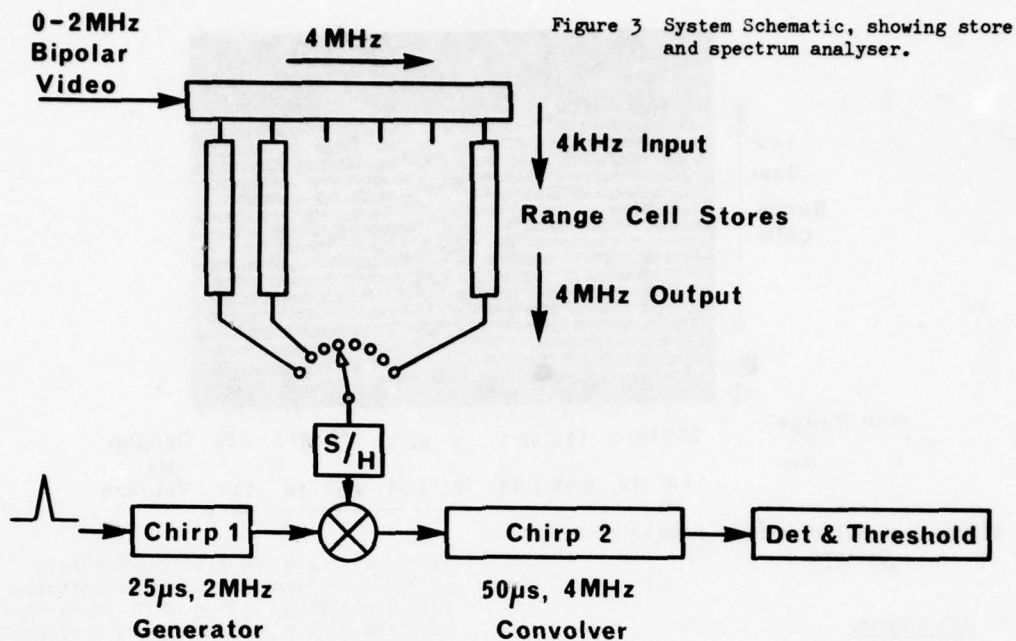 0-2MHz
Bipolar
Video
4MHz
Figure 3 System Schematic, showing store
and spectrum analyser.
4kHz Input
Range Cell Stores
4MHz Output
S/H
Chirp 1
Chirp 2
Det & Threshold
25µs, 2MHz
Generator
50µs, 4MHz
Convolver